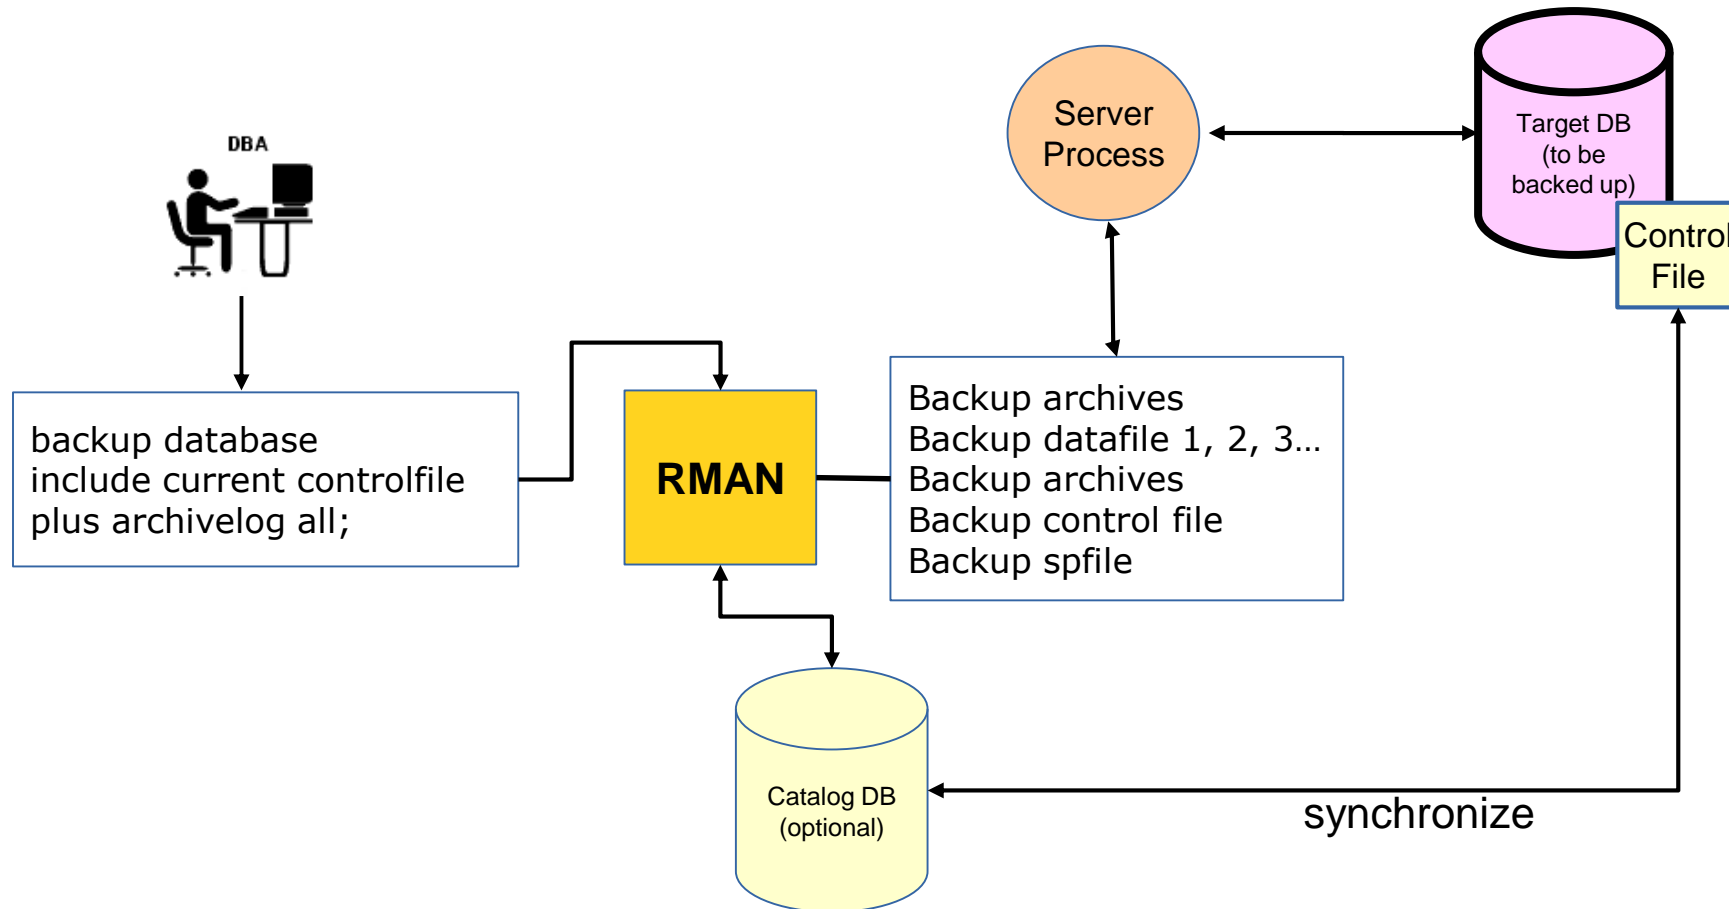 DBA
backup database
include current controlfile
plus archivelog all;
RMAN
Backup archives
Backup datafile 1, 2, 3…
Backup archives
Backup control file
Backup spfile
Server
Process
Target DB
(to be
backed up)
Control
File
Catalog DB
(optional)
synchronize